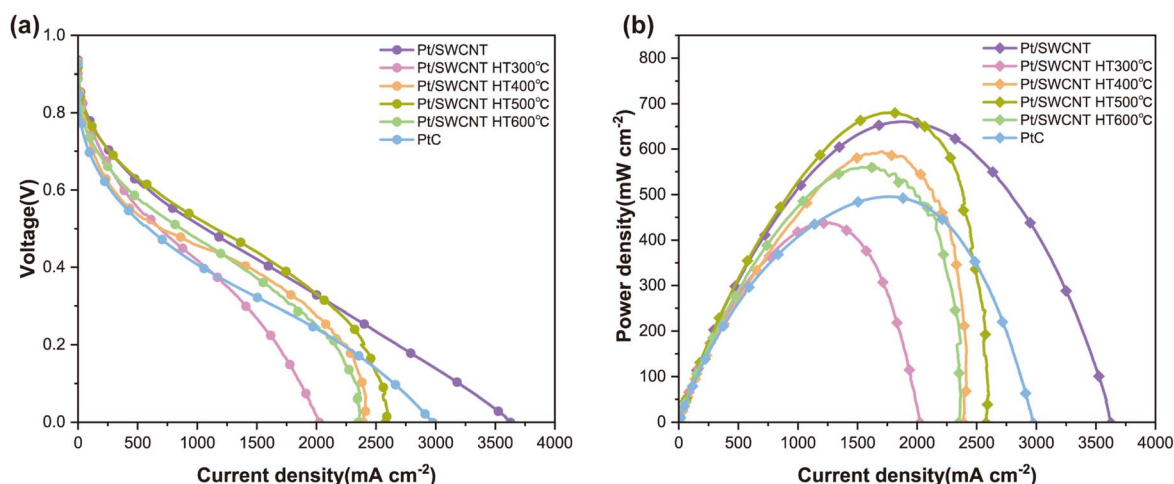 (a)
1.0
0.8
0.6
0.4
0.2
0.0
Voltage(V)
0 500 1000 1500 2000 2500 3000 3500 4000
Current density(mA cm⁻²)
Pt/SWCNT
Pt/SWCNT HT300℃
Pt/SWCNT HT400℃
Pt/SWCNT HT500℃
Pt/SWCNT HT600℃
PtC
(b)
800
700
600
500
400
300
200
100
0
Power density(mW cm⁻²)
0 500 1000 1500 2000 2500 3000 3500 4000
Current density(mA cm⁻²)
Pt/SWCNT
Pt/SWCNT HT300℃
Pt/SWCNT HT400℃
Pt/SWCNT HT500℃
Pt/SWCNT HT600℃
PtC